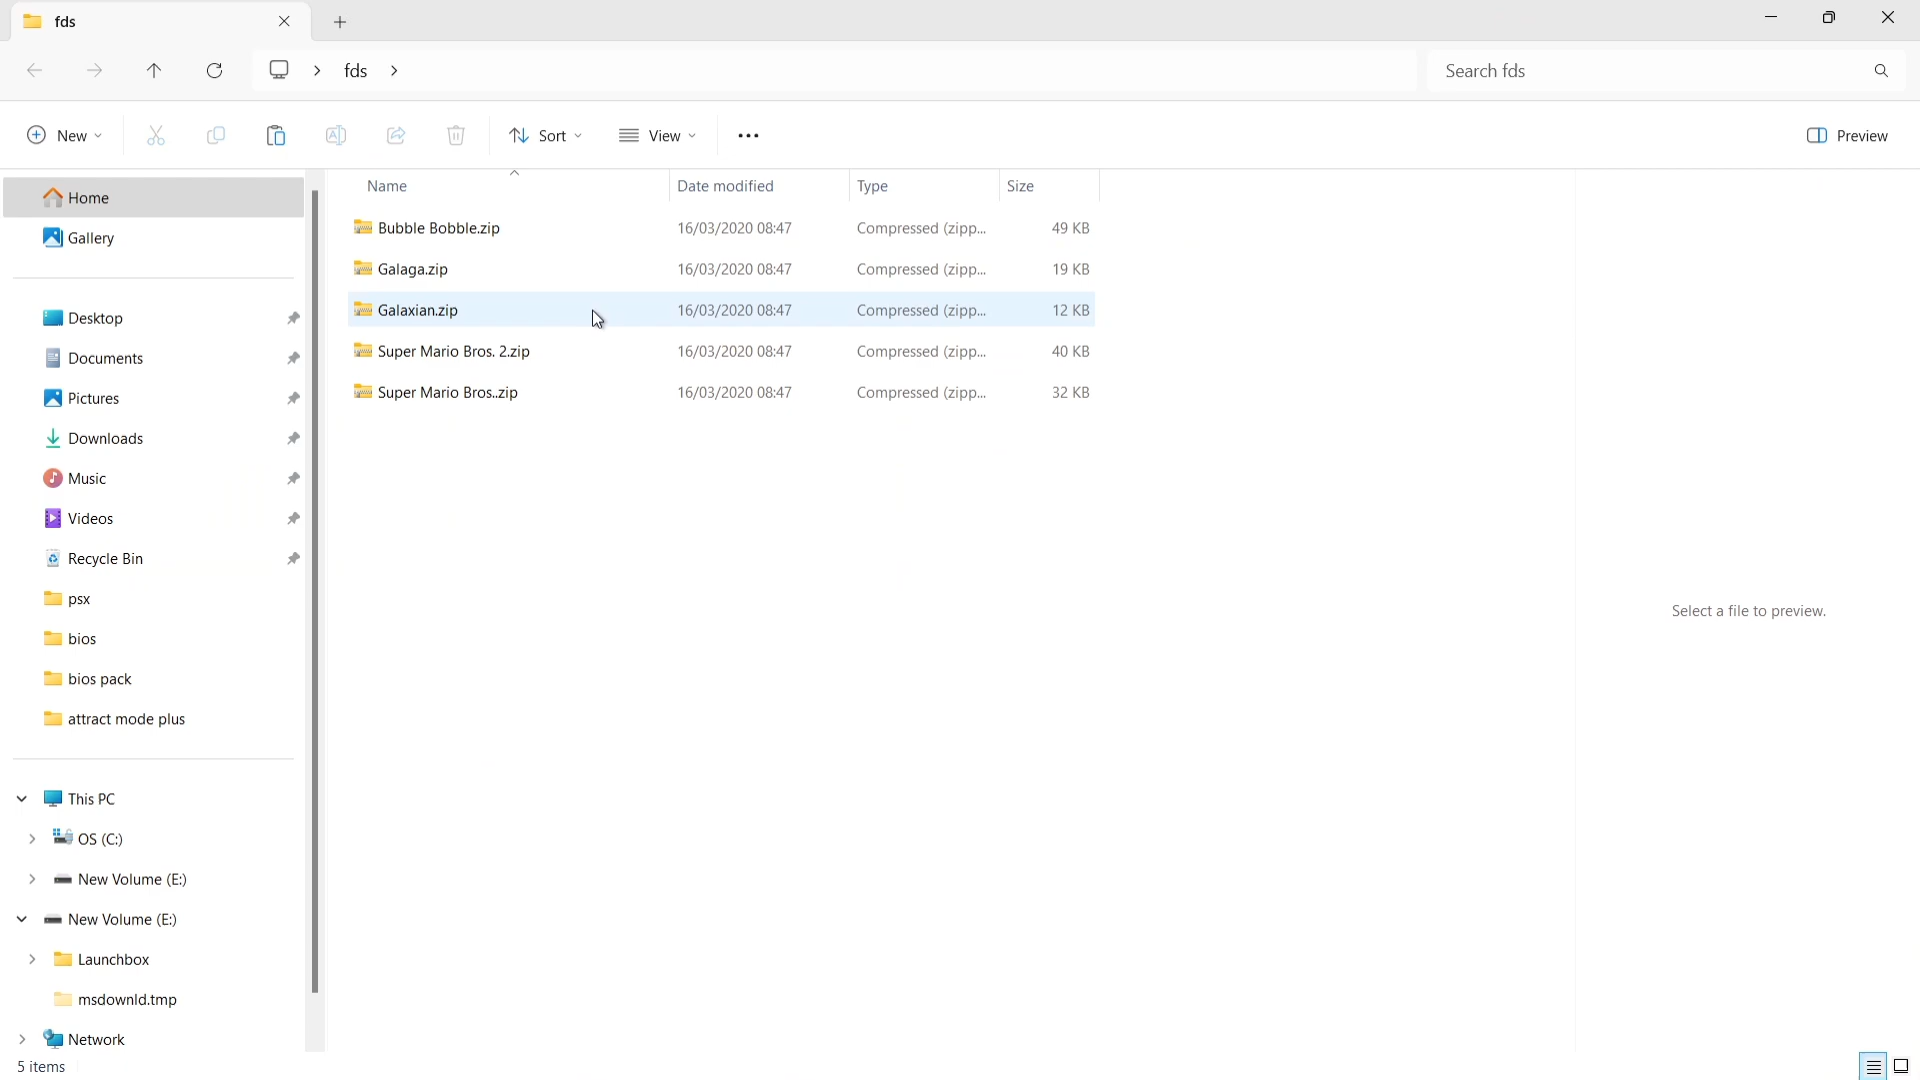 fds
fds
Search fds
New
Sort
View
Preview
Home
Gallery
Desktop
Documents
Pictures
Downloads
Music
Videos
Recycle Bin
psx
bios
bios pack
attract mode plus
This PC
OS (C:)
New Volume (E:)
New Volume (E:)
Launchbox
msdownld.tmp
Network
Name Date modified Type Size
Bubble Bobble.zip 16/03/2020 08:47 Compressed (zipp... 49 KB
Galaga.zip 16/03/2020 08:47 Compressed (zipp... 19 KB
Galaxian.zip 16/03/2020 08:47 Compressed (zipp... 12 KB
Super Mario Bros. 2.zip 16/03/2020 08:47 Compressed (zipp... 40 KB
Super Mario Bros..zip 16/03/2020 08:47 Compressed (zipp... 32 KB
Select a file to preview.
5 items